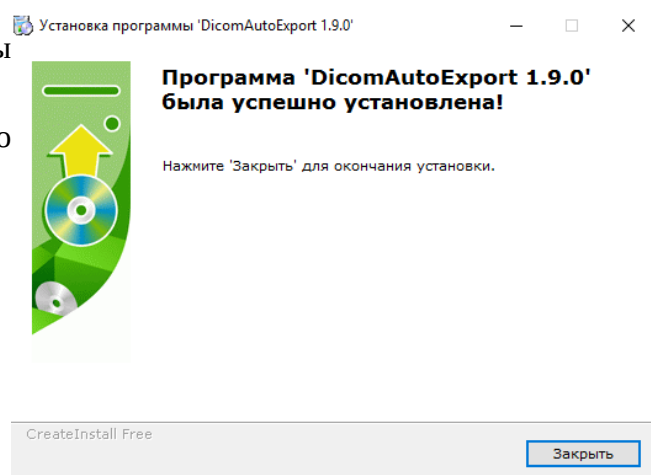 Установка программы 'DicomAutoExport 1.9.0'
ы
Программа 'DicomAutoExport 1.9.0'
была успешно установлена!
о
Нажмите 'Закрыть' для окончания установки.
CreateInstall Free
Закрыть